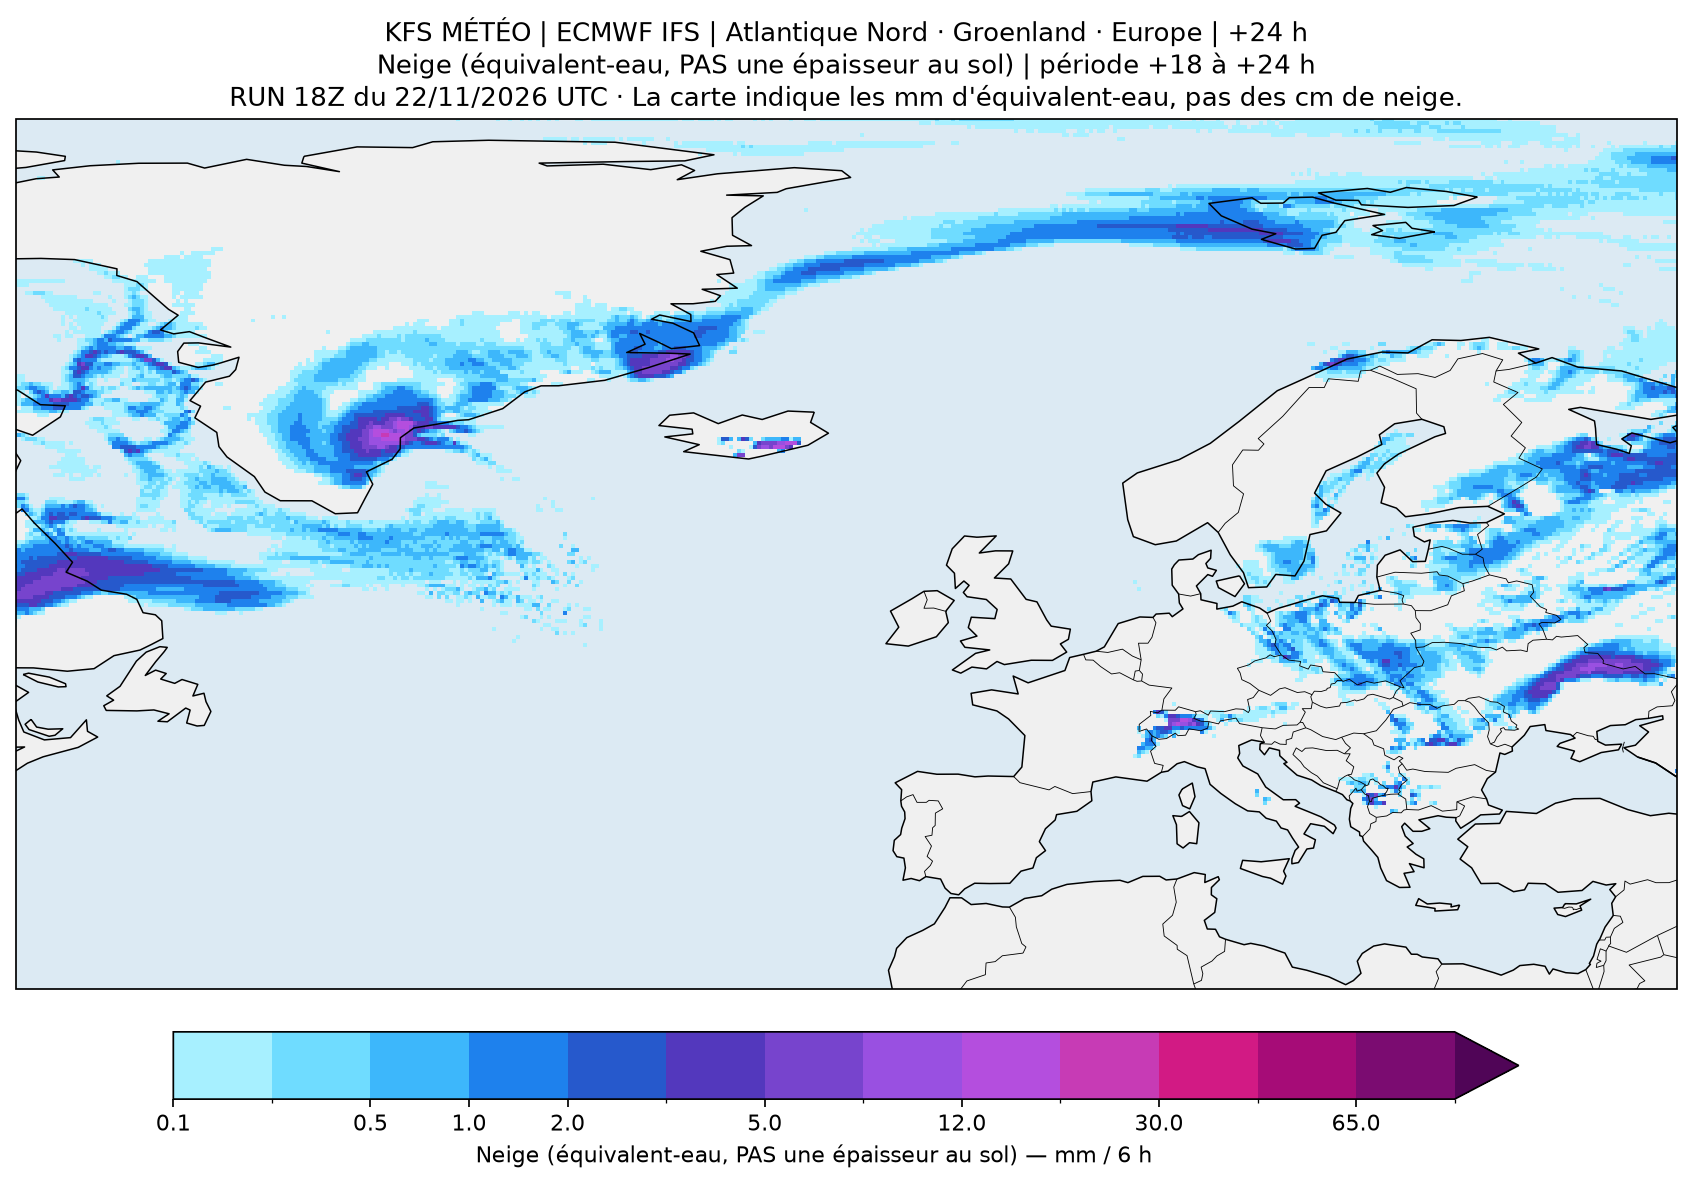 KFS MÉTÉO | ECMWF IFS | Atlantique Nord · Groenland · Europe | +24 h
Neige (équivalent-eau, PAS une épaisseur au sol) | période +18 à +24 h
RUN 18Z du 22/11/2026 UTC · La carte indique les mm d'équivalent-eau, pas des cm de neige.
0.1 0.5 1.0 2.0 5.0 12.0 30.0 65.0
Neige (équivalent-eau, PAS une épaisseur au sol) — mm / 6 h